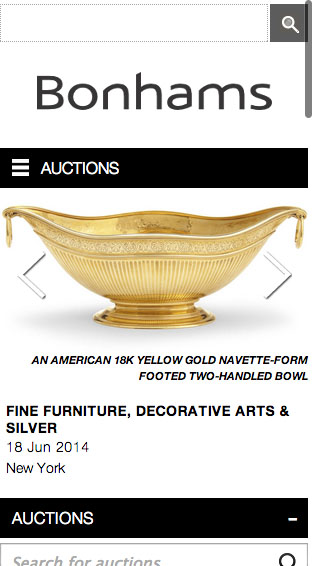 Bonhams
AUCTIONS
AN AMERICAN 18K YELLOW GOLD NAVETTE-FORM
FOOTED TWO-HANDLED BOWL
FINE FURNITURE, DECORATIVE ARTS &
SILVER
18 Jun 2014
New York
AUCTIONS
Search for auctions